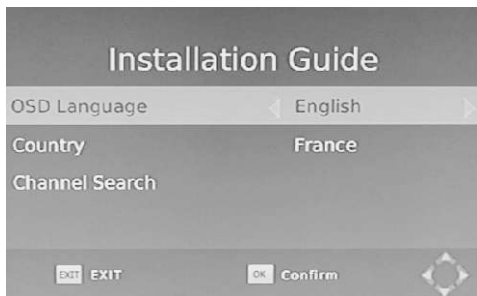 Installation Guide
OSD Language English
Country France
Channel Search
EXIT EXIT OK Confirm